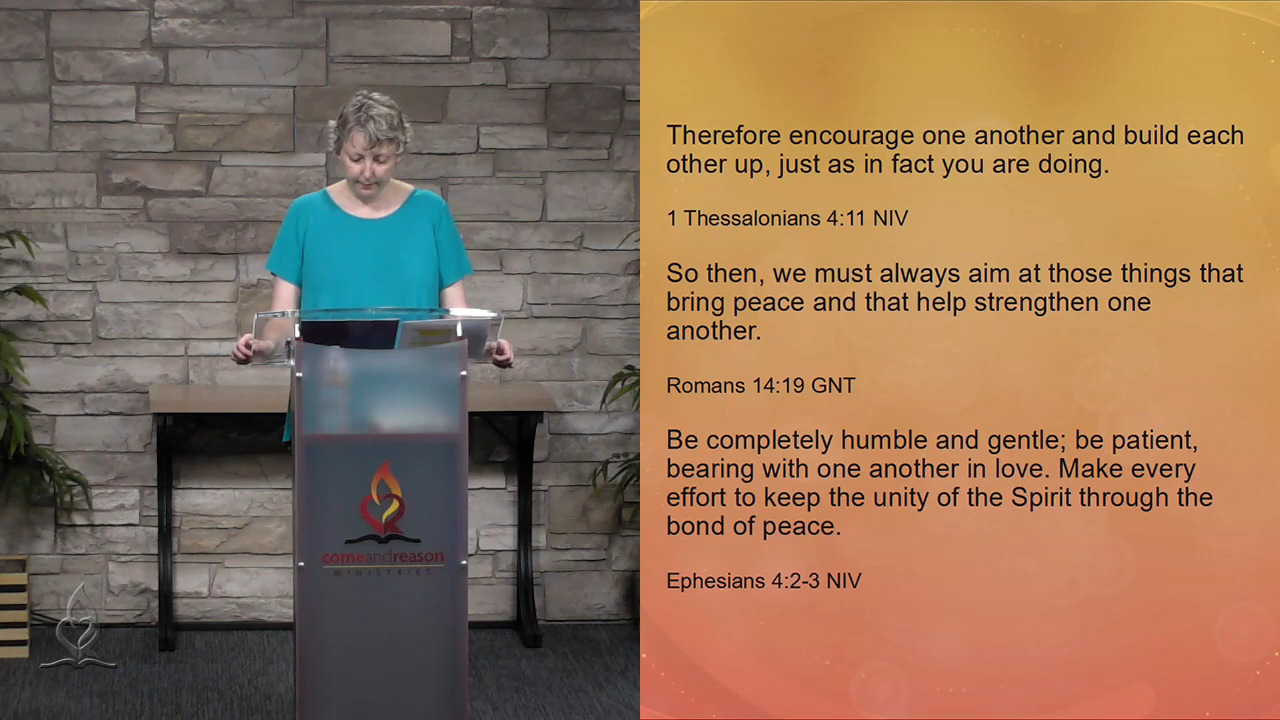 Therefore encourage one another and build each
other up, just as in fact you are doing.
1 Thessalonians 4:11 NIV
So then, we must always aim at those things that
bring peace and that help strengthen one
another.
Romans 14:19 GNT
Be completely humble and gentle; be patient,
bearing with one another in love. Make every
effort to keep the unity of the Spirit through the
bond of peace.
Ephesians 4:2-3 NIV
comeandreason
MINISTRIES